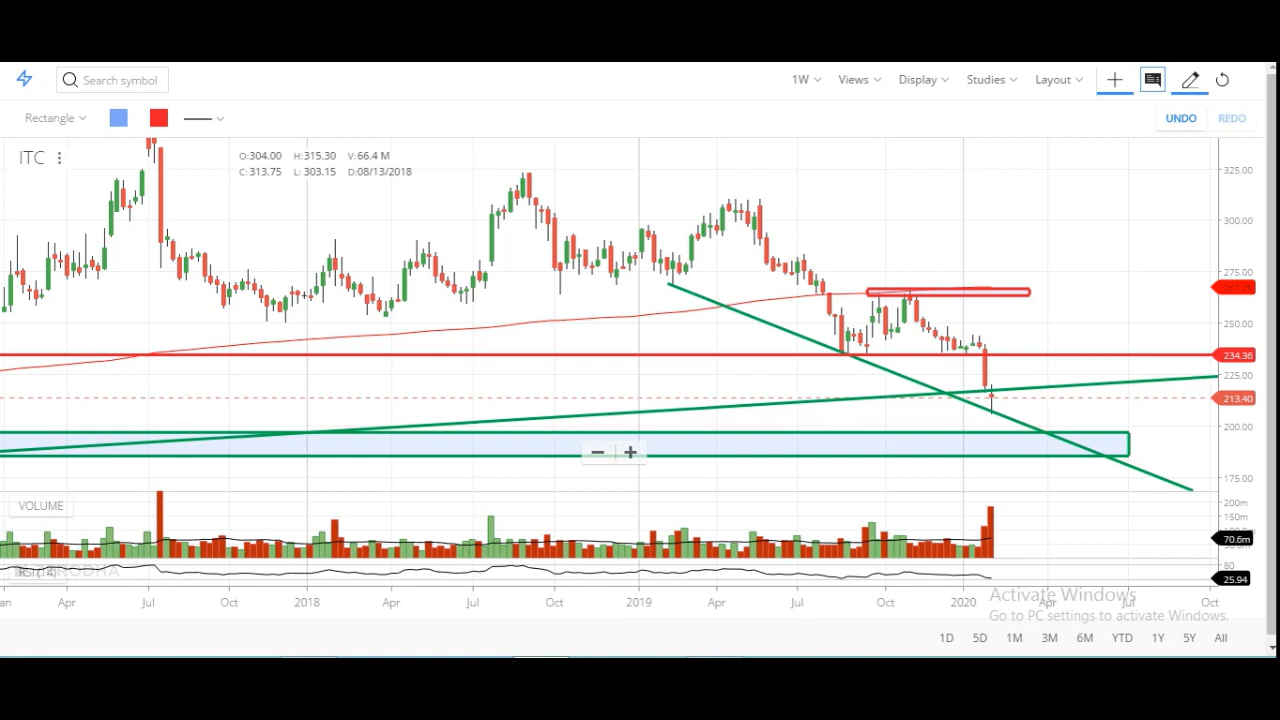 Search symbol
1W Views Display Studies Layout
Rectangle UNDO REDO
ITC
O:304.00 H:315.30 V:66.4 M
C:313.75 L: 303.15 D:08/13/2018
325.00
300.00
275.00
250.00
234.36
225.00
213.40
200.00
175.00
VOLUME
200m
150m
70.6m
80
RSI (14)
25.94
Apr Jul Oct 2018 Apr Jul Oct 2019 Apr Jul Oct 2020 Apr Jul Oct
Activate Windows
Go to PC settings to activate Windows.
1D 5D 1M 3M 6M YTD 1Y 5Y All